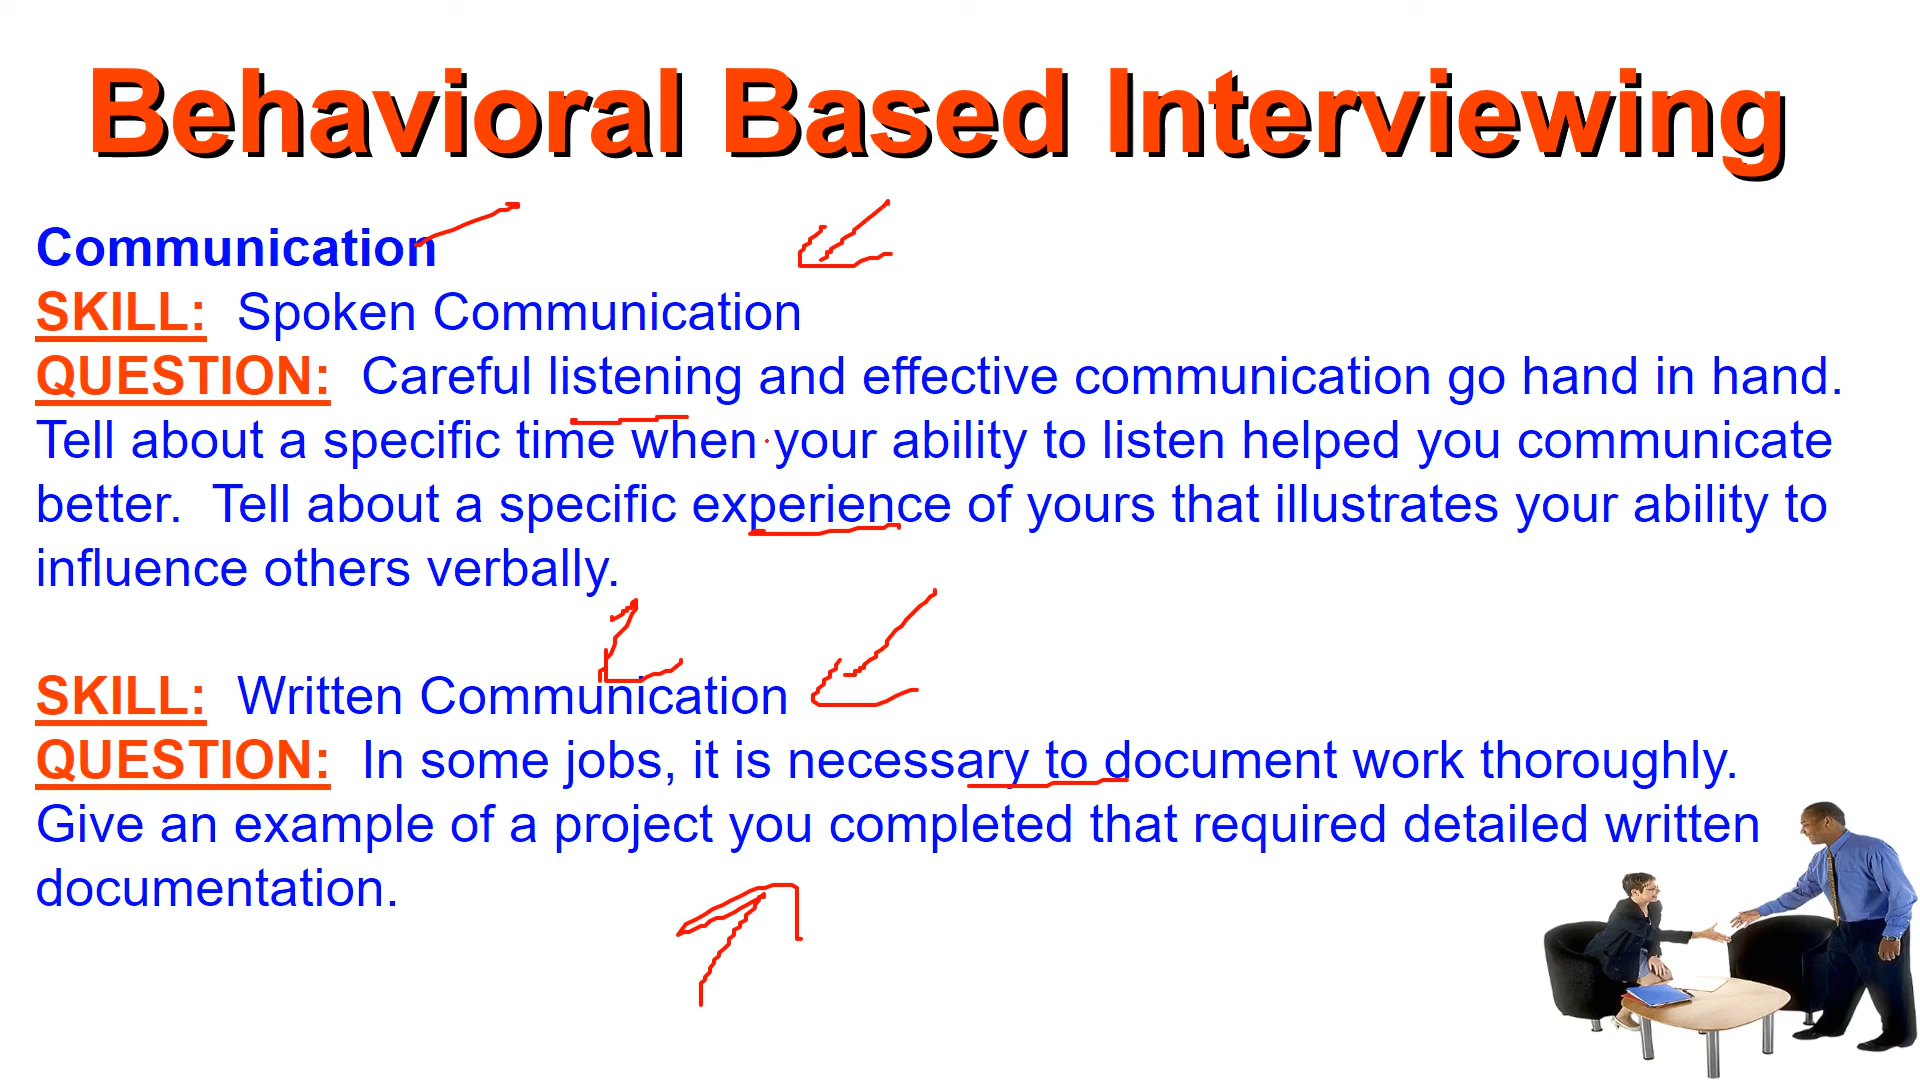 Behavioral Based Interviewing
Communication
SKILL: Spoken Communication
QUESTION: Careful listening and effective communication go hand in hand.
Tell about a specific time when your ability to listen helped you communicate
better. Tell about a specific experience of yours that illustrates your ability to
influence others verbally.
SKILL: Written Communication
QUESTION: In some jobs, it is necessary to document work thoroughly.
Give an example of a project you completed that required detailed written
documentation.